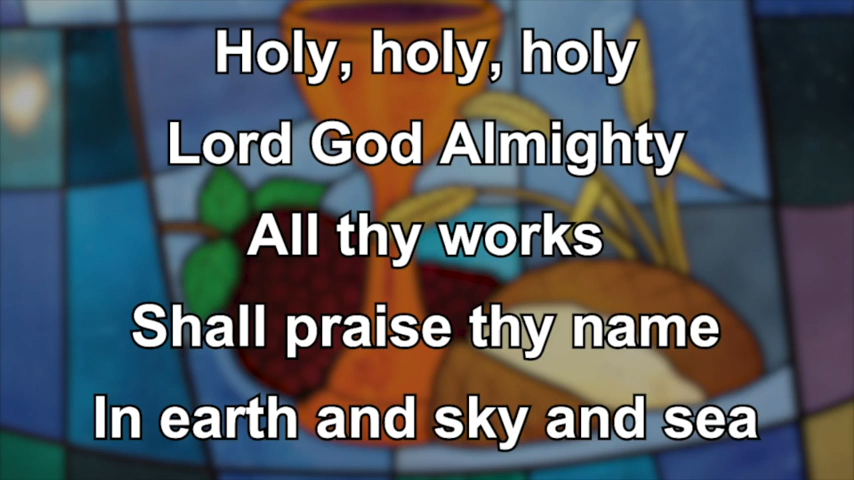 Holy, holy, holy
Lord God Almighty
All thy works
Shall praise thy name
In earth and sky and sea